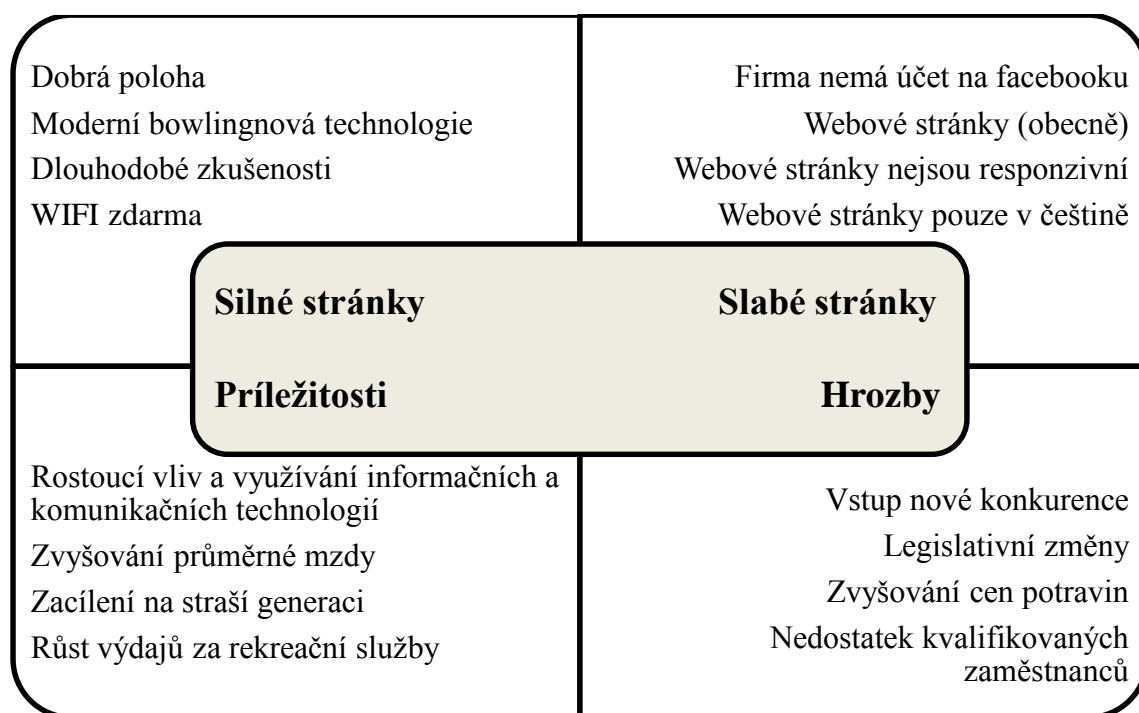 Dobrá poloha
Moderní bowlingnová technologie
Dlouhodobé zkušenosti
WIFI zdarma
Firma nemá účet na facebooku
Webové stránky (obecně)
Webové stránky nejsou responzivní
Webové stránky pouze v češtině
Silné stránky
Slabé stránky
Príležitosti
Hrozby
Rostoucí vliv a využívání informačních a
komunikačních technologií
Zvyšování průměrné mzdy
Zacílení na straší generaci
Růst výdajů za rekreační služby
Vstup nové konkurence
Legislativní změny
Zvyšování cen potravin
Nedostatek kvalifikovaných
zaměstnanců